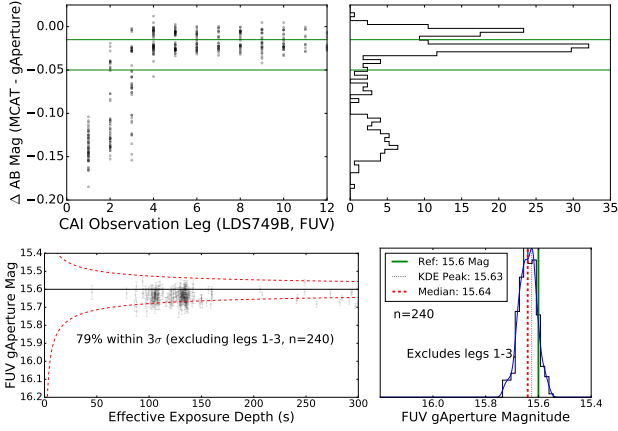 0.00
−0.05
−0.10
−0.15
−0.20
Δ AB Mag (MCAT - gAperture)
0 2 4 6 8 10 12
CAI Observation Leg (LDS749B, FUV)
0 5 10 15 20 25 30 35
15.4
15.5
15.6
15.7
15.8
15.9
16.0
16.1
16.2
FUV gAperture Mag
79% within 3σ (excluding legs 1-3, n=240)
0 50 100 150 200 250 300
Effective Exposure Depth (s)
Ref: 15.6 Mag
KDE Peak: 15.63
Median: 15.64
n=240
Excludes legs 1-3
16.0 15.8 15.6 15.4
FUV gAperture Magnitude